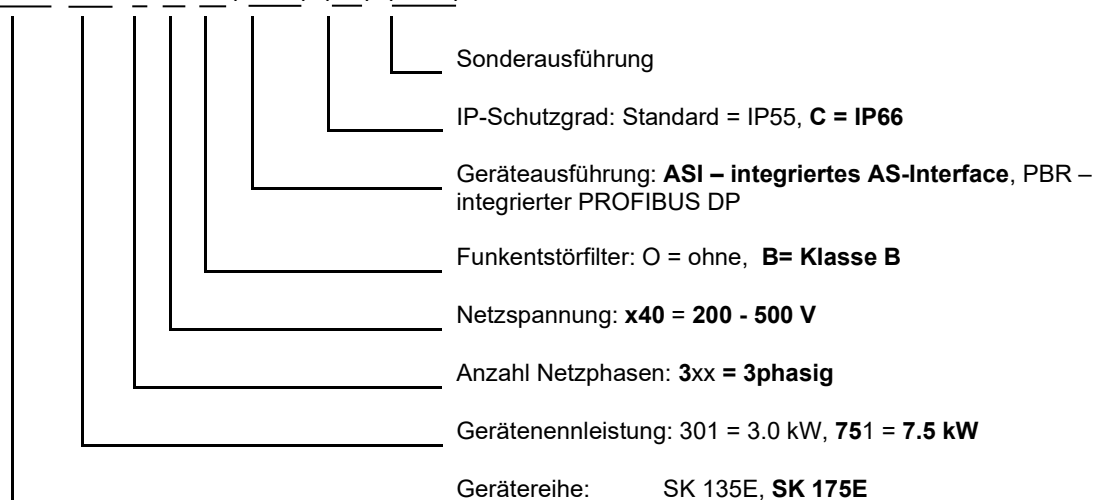 Sonderausführung
IP-Schutzgrad: Standard = IP55, C = IP66
Geräteausführung: ASI – integriertes AS-Interface, PBR –
integrierter PROFIBUS DP
Funkentstörfilter: O = ohne, B= Klasse B
Netzspannung: x40 = 200 - 500 V
Anzahl Netzphasen: 3xx = 3phasig
Gerätenennleistung: 301 = 3.0 kW, 751 = 7.5 kW
Gerätereihe: SK 135E, SK 175E